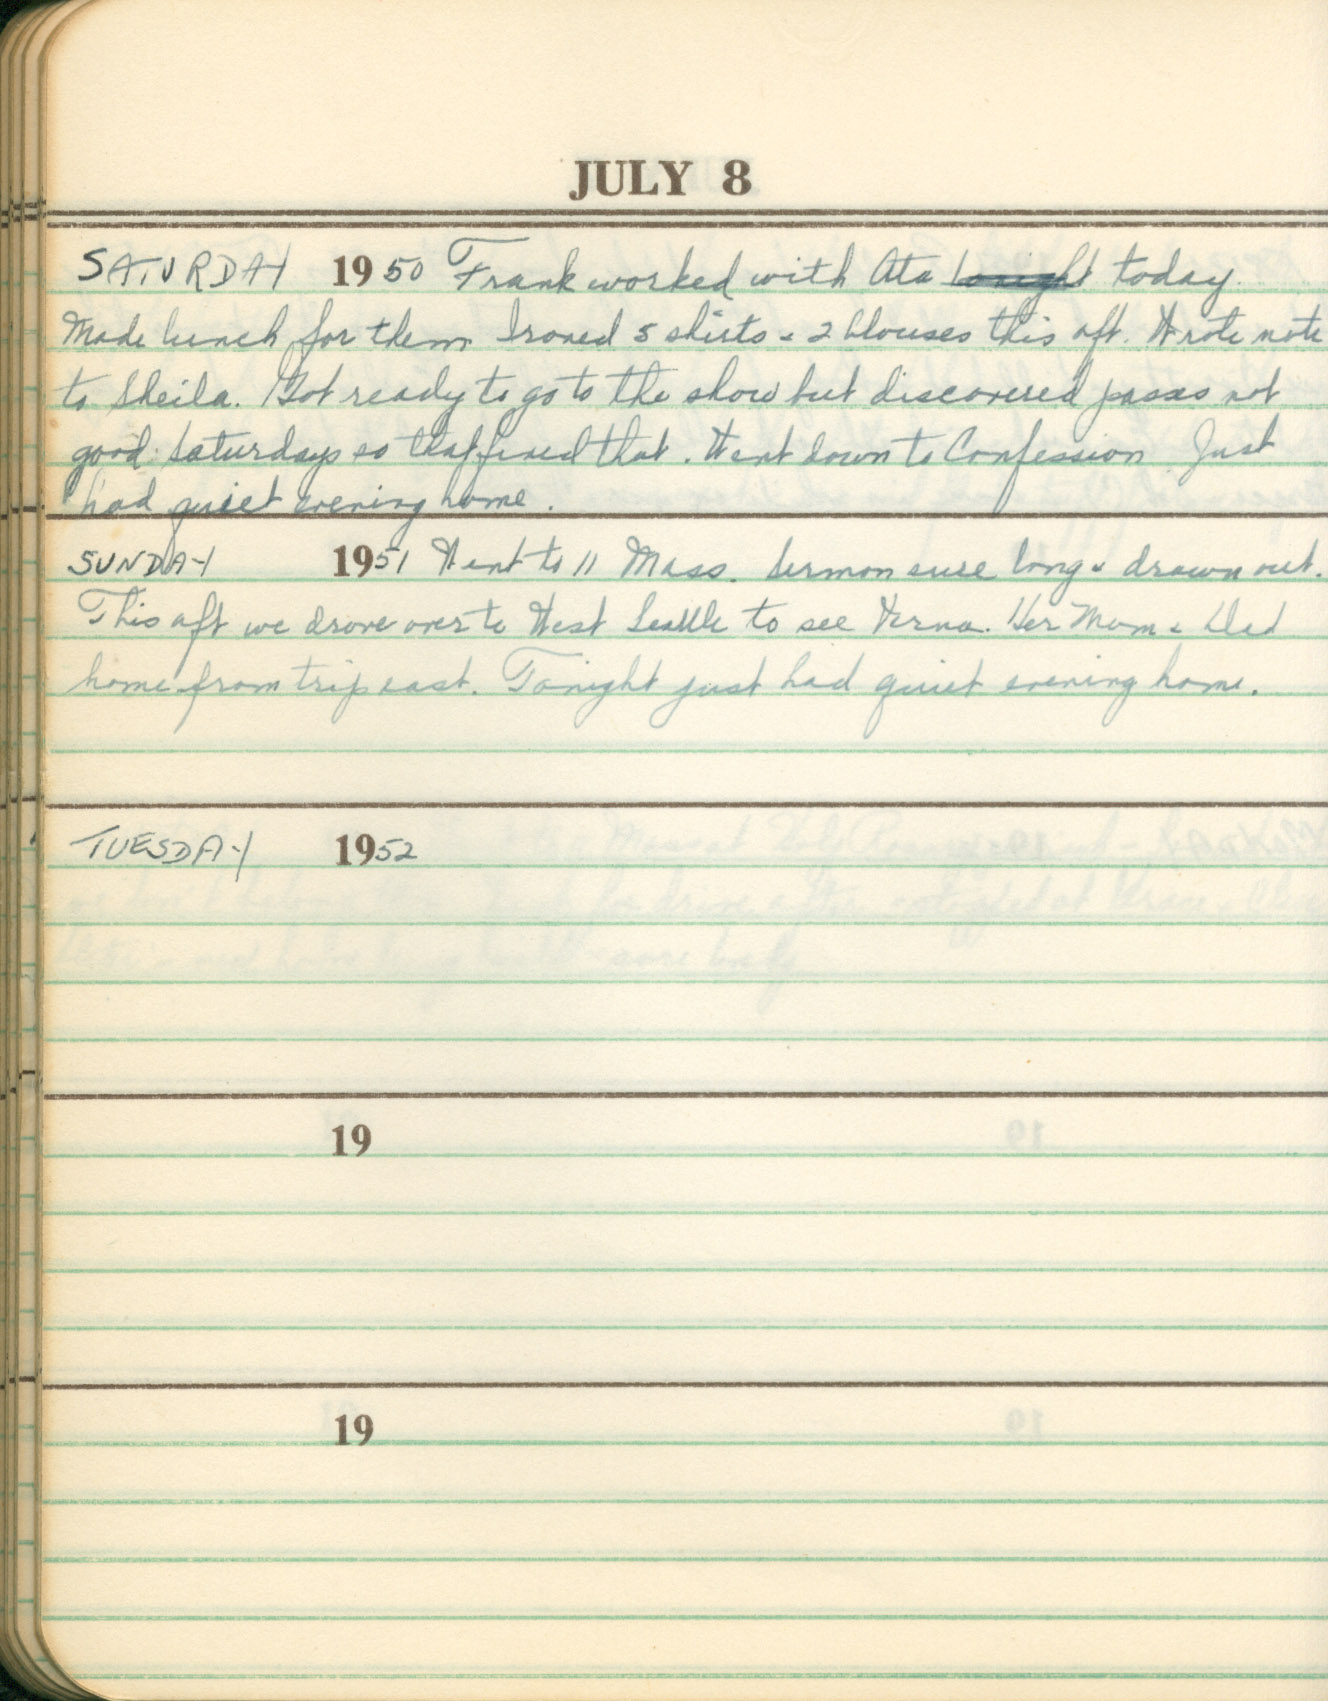 JULY 8
SATURDAY 1950 Frank worked with Ata tonight today.
Made lunch for them Ironed 5 shirts & 2 blouses this aft. Wrote note
to Sheila. Got ready to go to the show but discovered passes not
good Saturdays so that fixed that. Went down to Confession Just
had quiet evening home.
SUNDAY 1951 Went to 11 Mass. Sermon sure long & drawn out.
This aft we drove over to West Seattle to see Verna. Her Mom & Dad
home from trip east. Tonight just had quiet evening home.
TUESDAY 1952
19
19